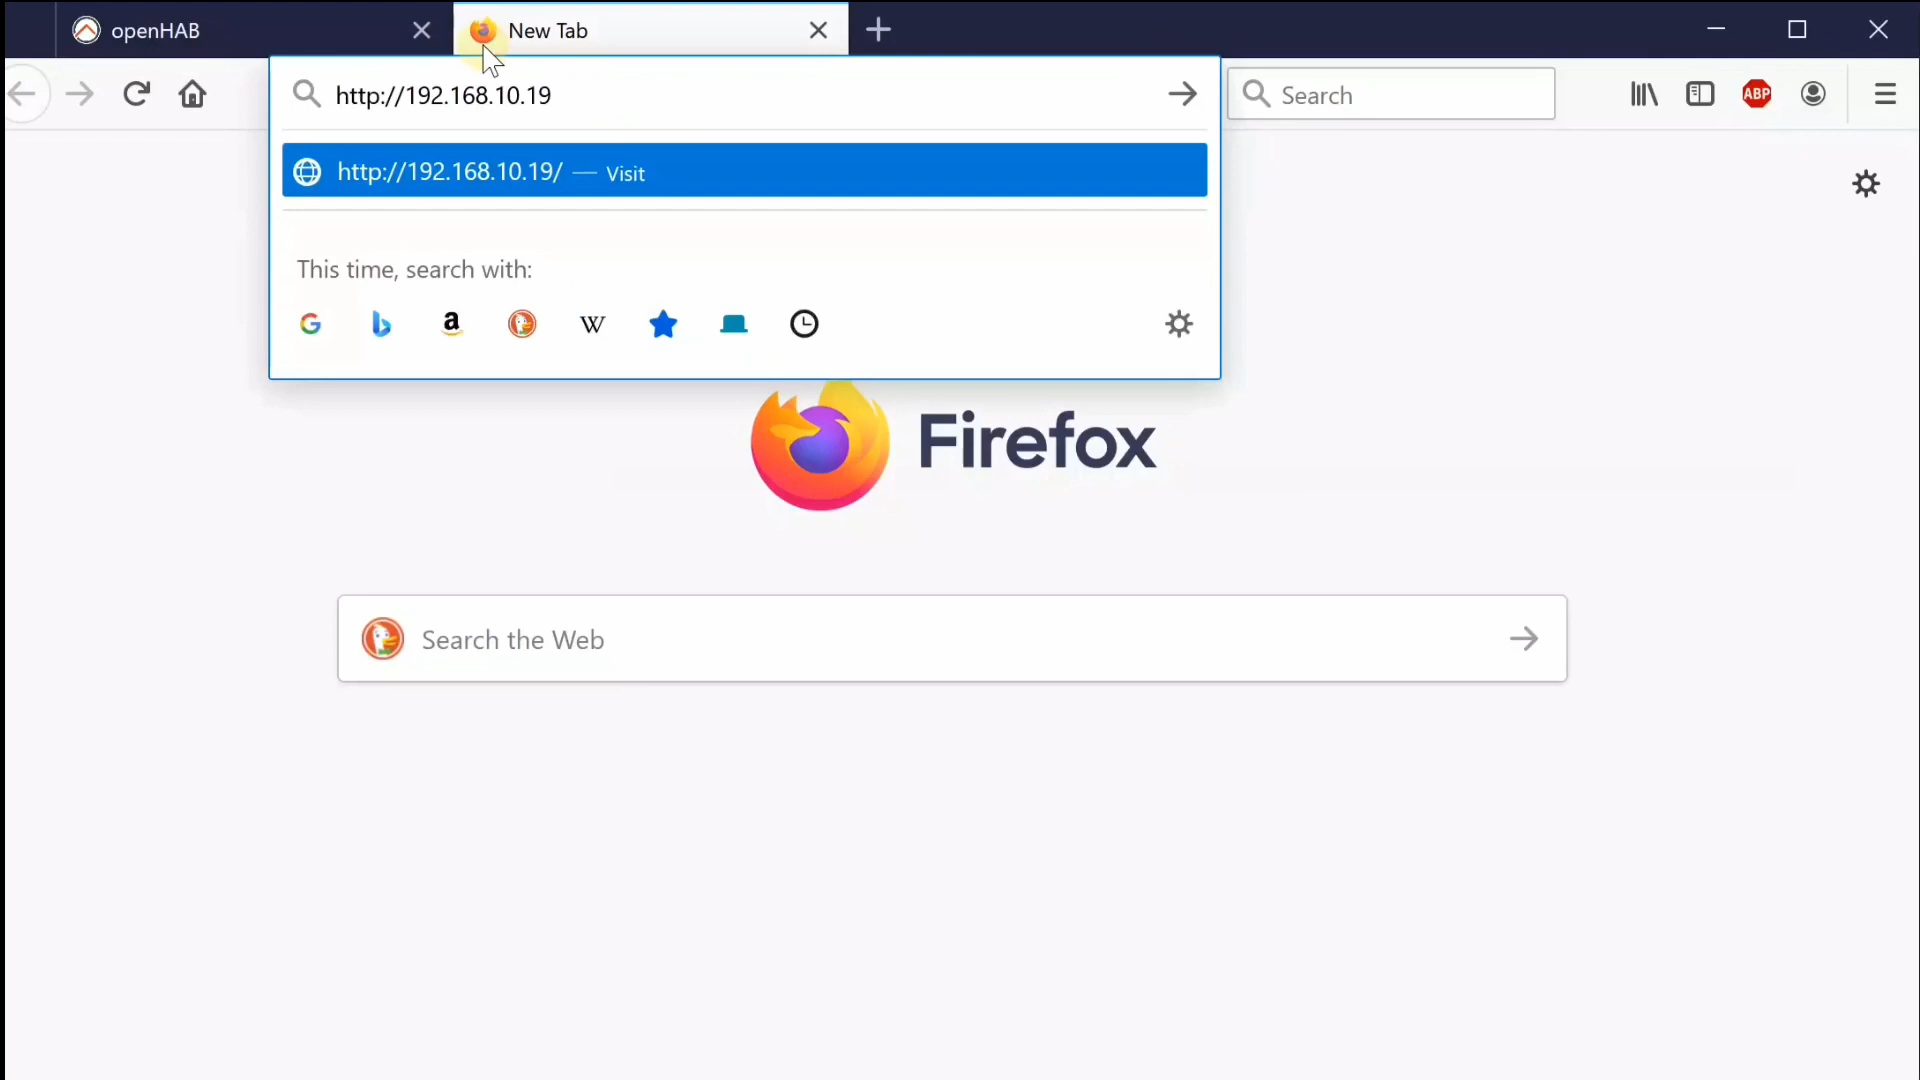 openHAB
New Tab
http://192.168.10.19
Search
ABP
http://192.168.10.19/ — Visit
This time, search with:
Firefox
Search the Web